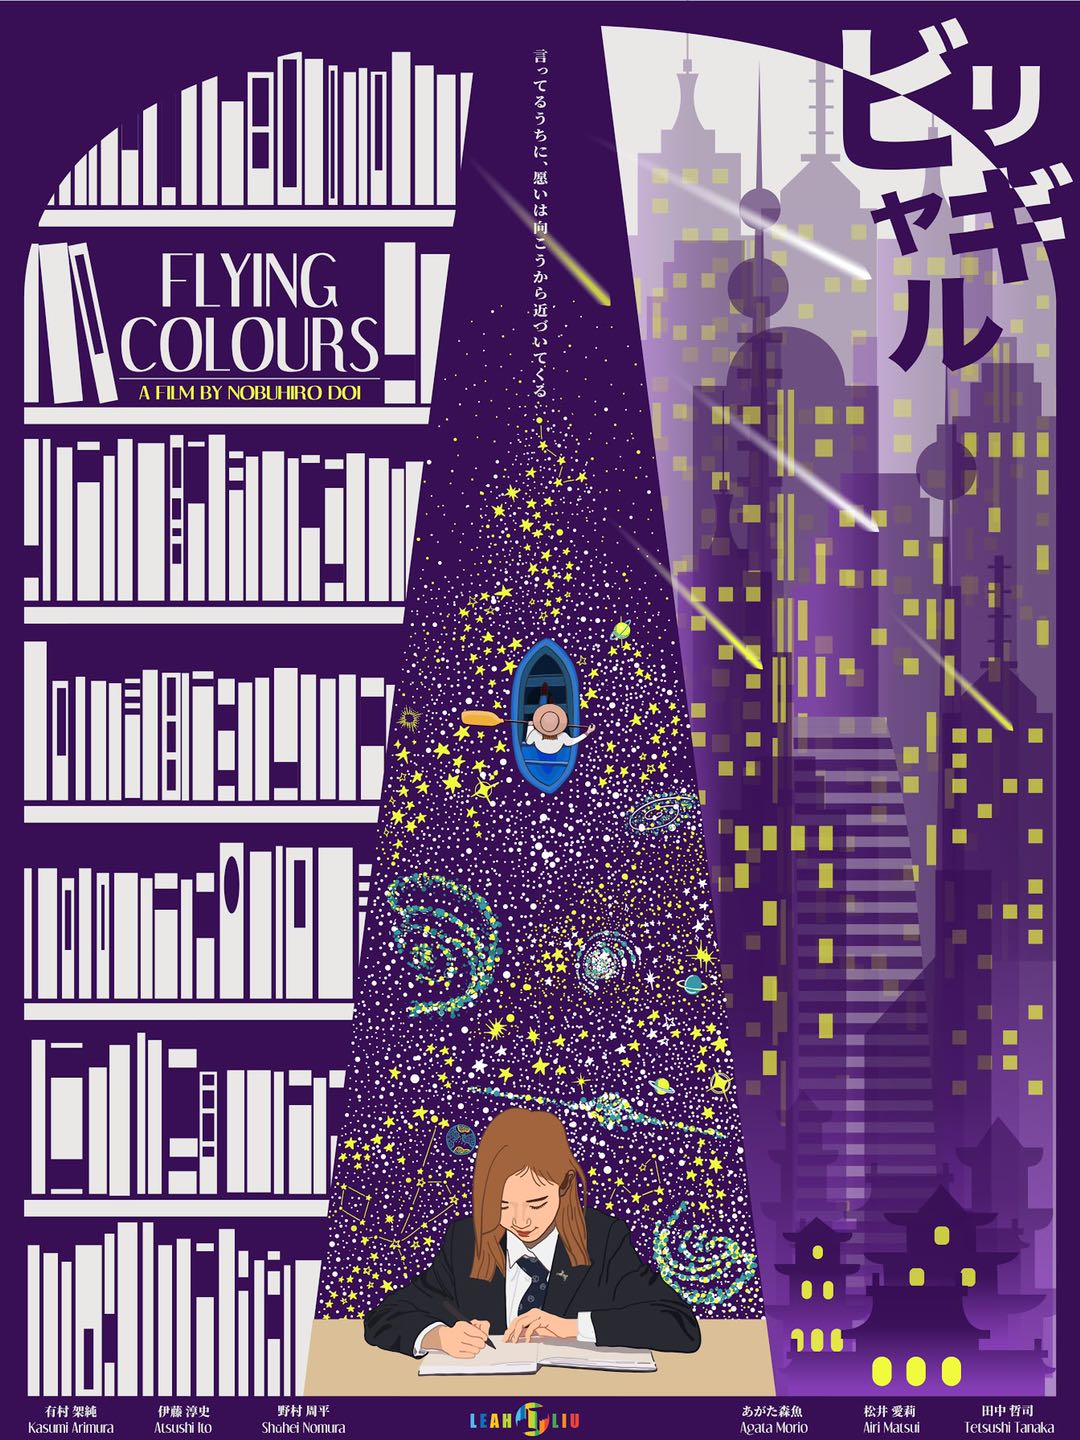 言ってるうちに、愿いは向こうから近づいてくる
ビリ
ギャル
FLYING
COLOURS
A FILM BY NOBUHIRO DOI
有村 架純
Kasumi Arimura
伊藤 淳史
Atsushi Ito
野村 周平
Shuhei Nomura
LEAH LIU
あがた森魚
Agata Morio
松井 愛莉
Airi Matsui
田中 哲司
Tetsushi Tanaka